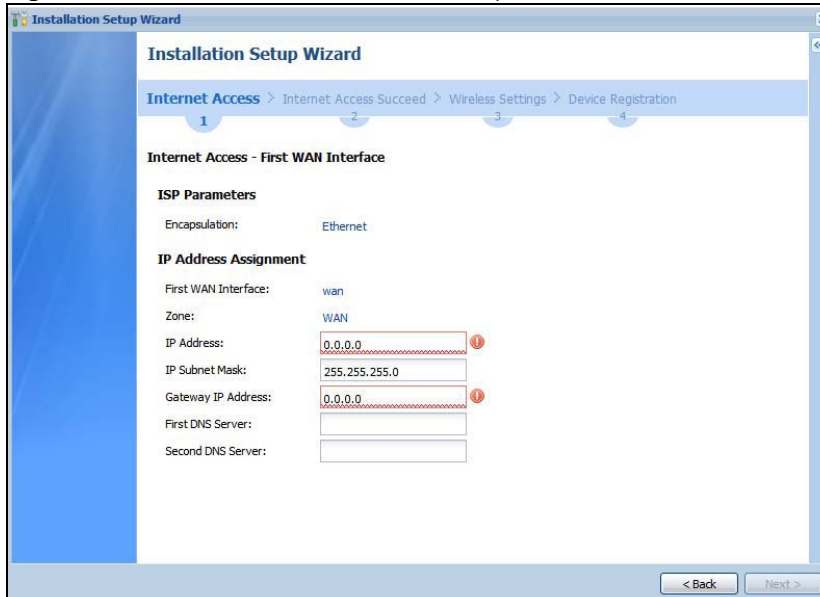 Installation Setup Wizard
Installation Setup Wizard
Internet Access > Internet Access Succeed > Wireless Settings > Device Registration
1 2 3 4
Internet Access - First WAN Interface
ISP Parameters
Encapsulation: Ethernet
IP Address Assignment
First WAN Interface: wan
Zone: WAN
IP Address: 0.0.0.0
IP Subnet Mask: 255.255.255.0
Gateway IP Address: 0.0.0.0
First DNS Server:
Second DNS Server:
< Back Next >